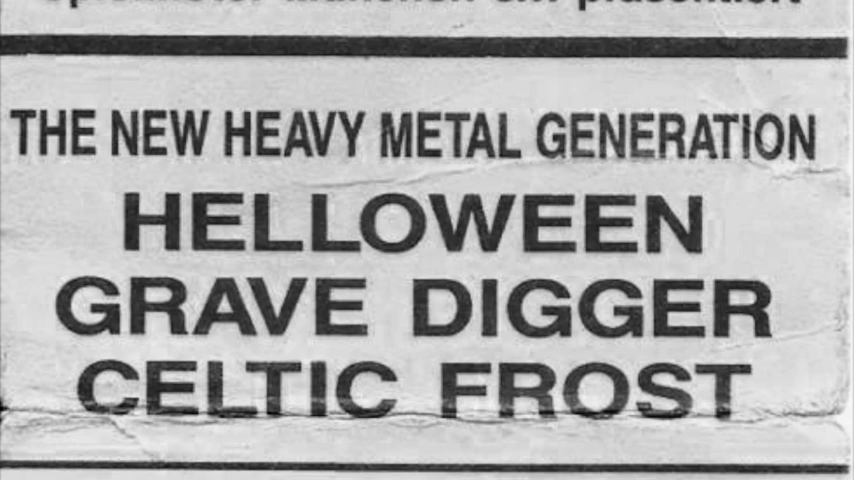 THE NEW HEAVY METAL GENERATION
HELLOWEEN
GRAVE DIGGER
CELTIC FROST